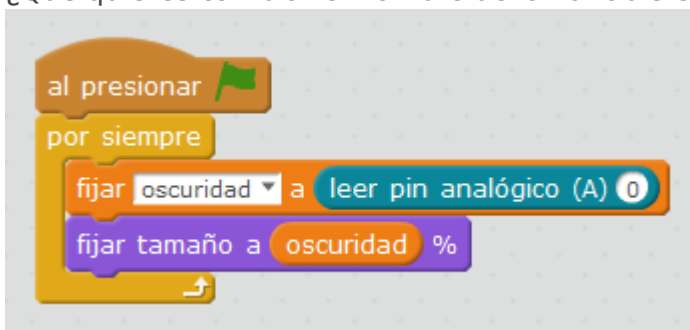 al presionar
por siempre
fijar oscuridad a leer pin analógico (A) 0
fijar tamaño a oscuridad %